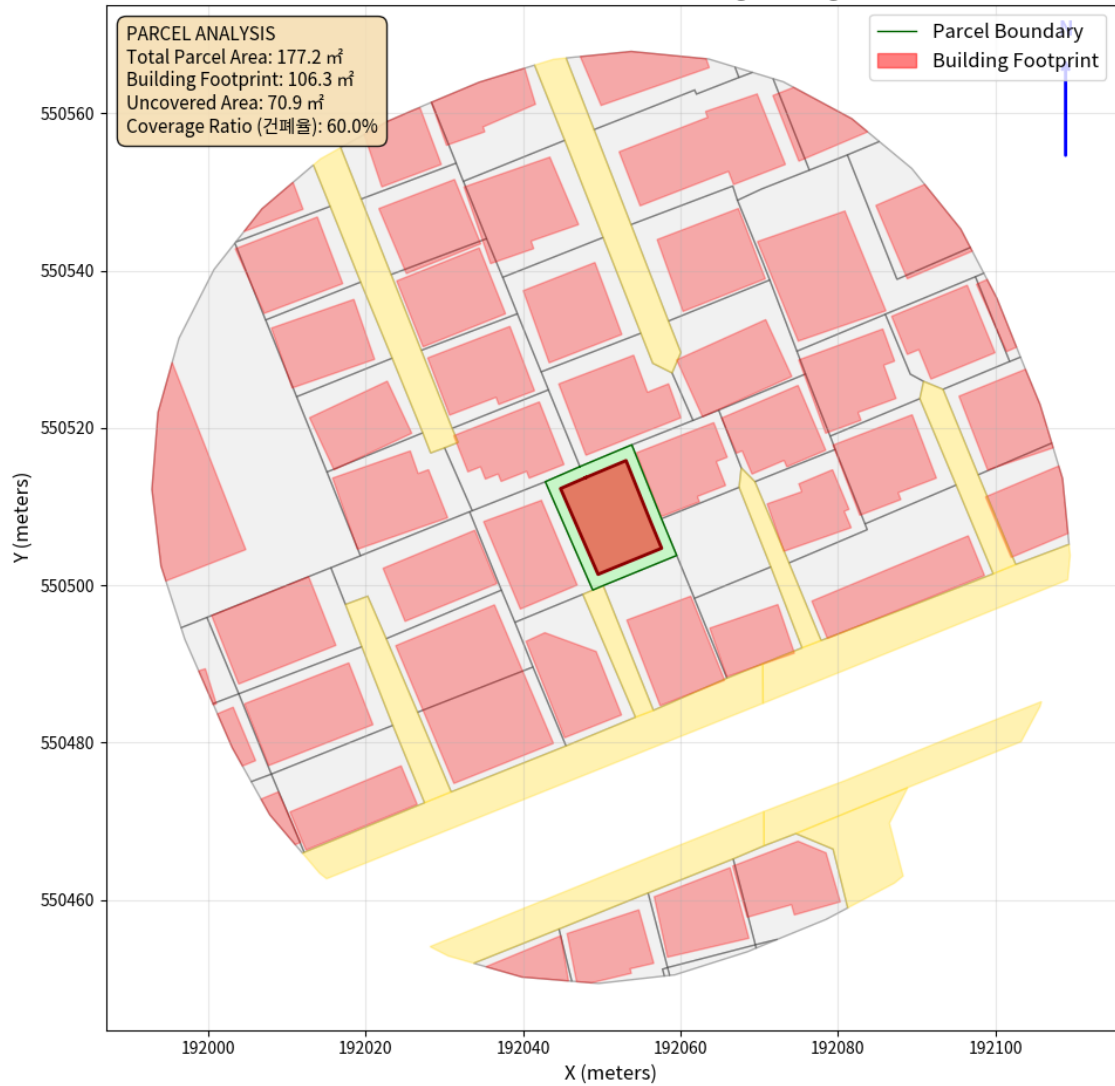 PARCEL ANALYSIS
Total Parcel Area: 177.2 ㎡
Building Footprint: 106.3 ㎡
Uncovered Area: 70.9 ㎡
Coverage Ratio (건폐율): 60.0%
N
Parcel Boundary
Building Footprint
550560
550540
550520
550500
550480
550460
Y (meters)
192000
192020
192040
192060
192080
192100
X (meters)